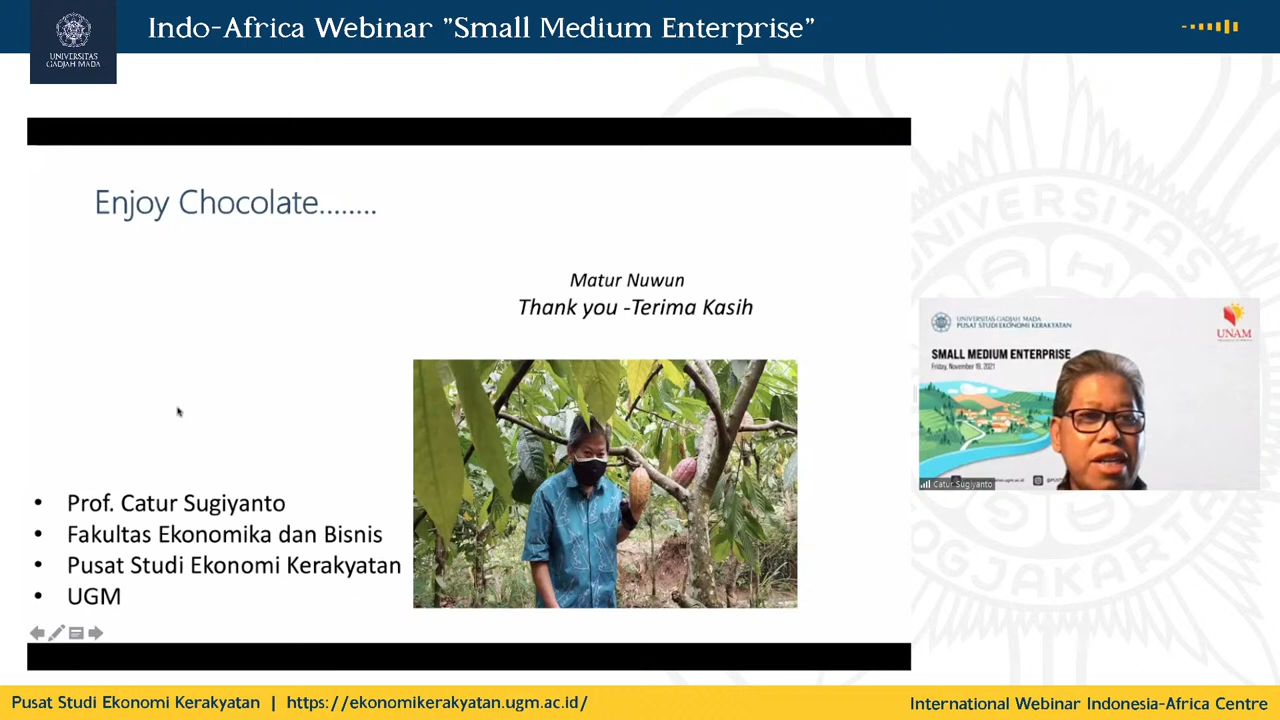 Indo-Africa Webinar "Small Medium Enterprise"
UNIVERSITAS
GADJAH MADA
Enjoy Chocolate........
Matur Nuwun
Thank you -Terima Kasih
UNIVERSITAS GADJAH MADA
PUSAT STUDI EKONOMI KERAKYATAN
UNAM
SMALL MEDIUM ENTERPRISE
Friday, November 19, 2021
Catur Sugiyanto
• Prof. Catur Sugiyanto
• Fakultas Ekonomika dan Bisnis
• Pusat Studi Ekonomi Kerakyatan
• UGM
UNIVERSITAS
GADJAH
YOGJAKARTA
Pusat Studi Ekonomi Kerakyatan | https://ekonomikerakyatan.ugm.ac.id/
International Webinar Indonesia-Africa Centre